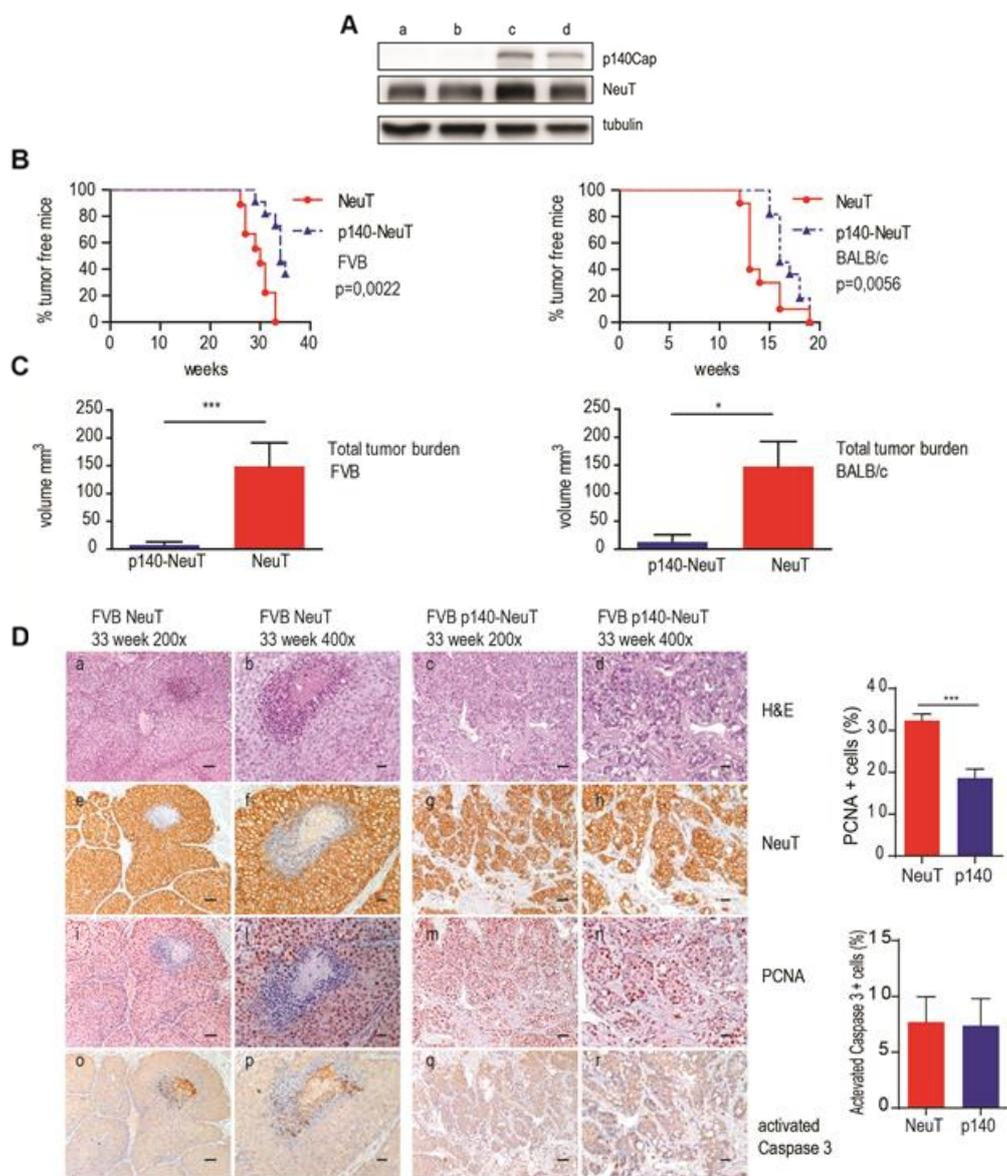 A
a b c d
p140Cap
NeuT
tubulin
B
% tumor free mice
100
80
60
40
20
0
0 10 20 30 40
weeks
NeuT
p140-NeuT
FVB
p=0,0022
% tumor free mice
100
80
60
40
20
0
0 5 10 15 20
weeks
NeuT
p140-NeuT
BALB/c
p=0,0056
C
volume mm3
250
200
150
100
50
0
***
p140-NeuT NeuT
Total tumor burden
FVB
volume mm3
250
200
150
100
50
0
*
p140-NeuT NeuT
Total tumor burden
BALB/c
D
FVB NeuT
33 week 200x
FVB NeuT
33 week 400x
FVB p140-NeuT
33 week 200x
FVB p140-NeuT
33 week 400x
a b c d
H&E
e f g h
NeuT
i l m n
PCNA
o p q r
activated
Caspase 3
PCNA + cells (%)
40
30
20
10
0
***
NeuT p140
Actevated Caspase 3 + cells (%)
15
10
5
0
NeuT p140